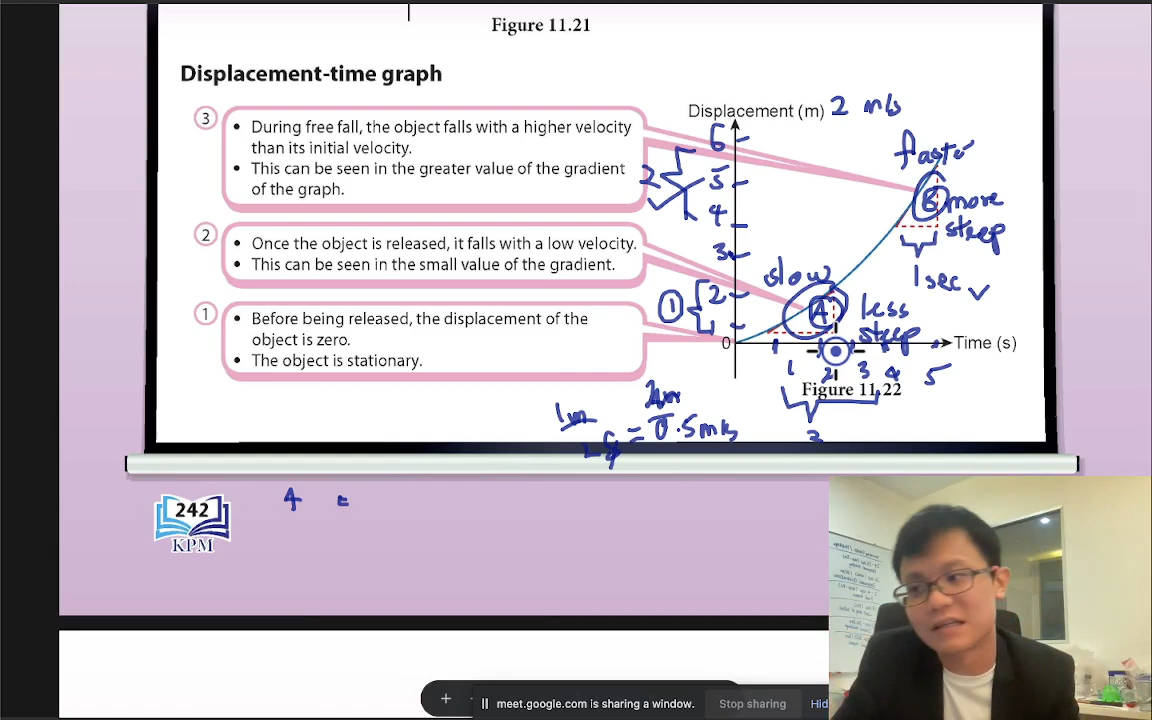 Figure 11.21
Displacement-time graph
3
• During free fall, the object falls with a higher velocity
than its initial velocity.
• This can be seen in the greater value of the gradient
of the graph.
2
• Once the object is released, it falls with a low velocity.
• This can be seen in the small value of the gradient.
1
• Before being released, the displacement of the
object is zero.
• The object is stationary.
Displacement (m) 2 m/s
6
5
4
3
2
1
0
2
1
faster
B more
steep
1 sec
slow
A
less
steep
Time (s)
1 2 3 4 5
Figure 11.22
1m
= 0.5 m/s
4 =
242
KPM
meet.google.com is sharing a window.
Stop sharing
Hid